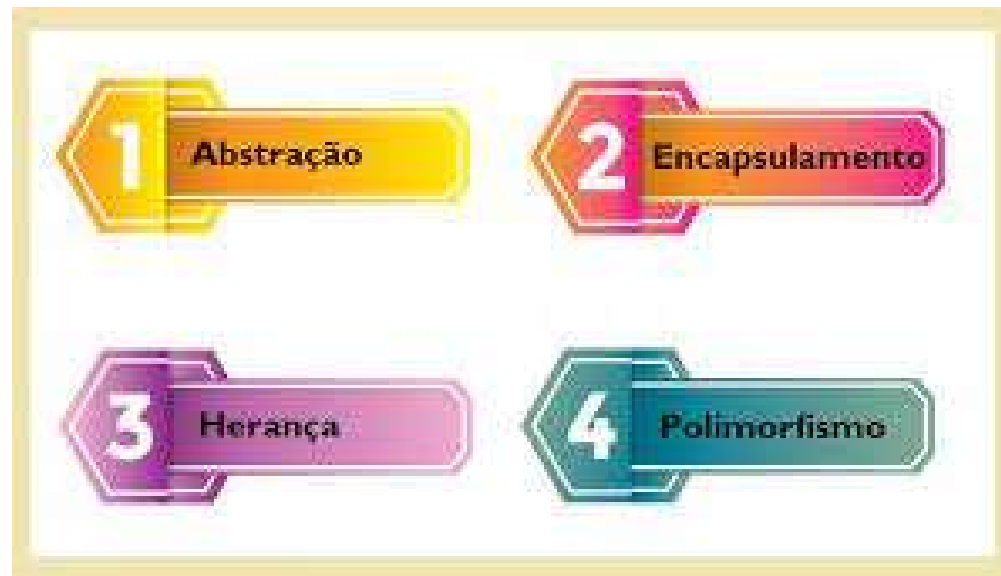 1 Abstração
2 Encapsulamento
3 Herança
4 Polimorfismo